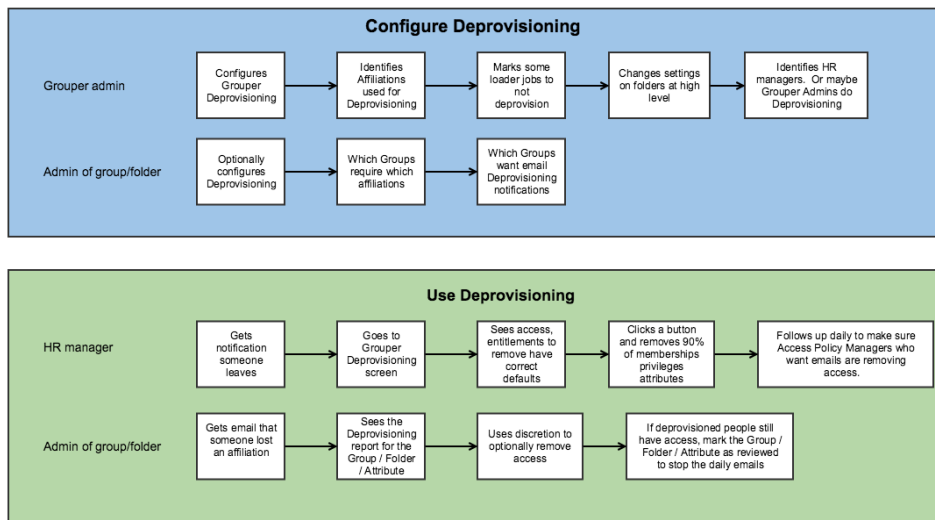 Configure Deprovisioning
Grouper admin
Configures
Grouper
Deprovisioning
Identifies
Affiliations
used for
Deprovisioning
Marks some
loader jobs to
not
deprovision
Changes settings
on folders at high
level
Identifies HR
managers. Or maybe
Grouper Admins do
Deprovisioning
Admin of group/folder
Optionally
configures
Deprovisioning
Which Groups
require which
affiliations
Which Groups
want email
Deprovisioning
notifications
Use Deprovisioning
HR manager
Gets
notification
someone
leaves
Goes to
Grouper
Deprovisioning
screen
Sees access,
entitlements to
remove have
correct
defaults
Clicks a button
and removes 90%
of memberships
privileges
attributes
Follows up daily to make sure
Access Policy Managers who
want emails are removing
access.
Admin of group/folder
Gets email that
someone lost
an affiliation
Sees the
Deprovisioning
report for the
Group / Folder
/ Attribute
Uses discretion to
optionally remove
access
If deprovisioned people still
have access, mark the Group /
Folder / Attribute as reviewed
to stop the daily emails